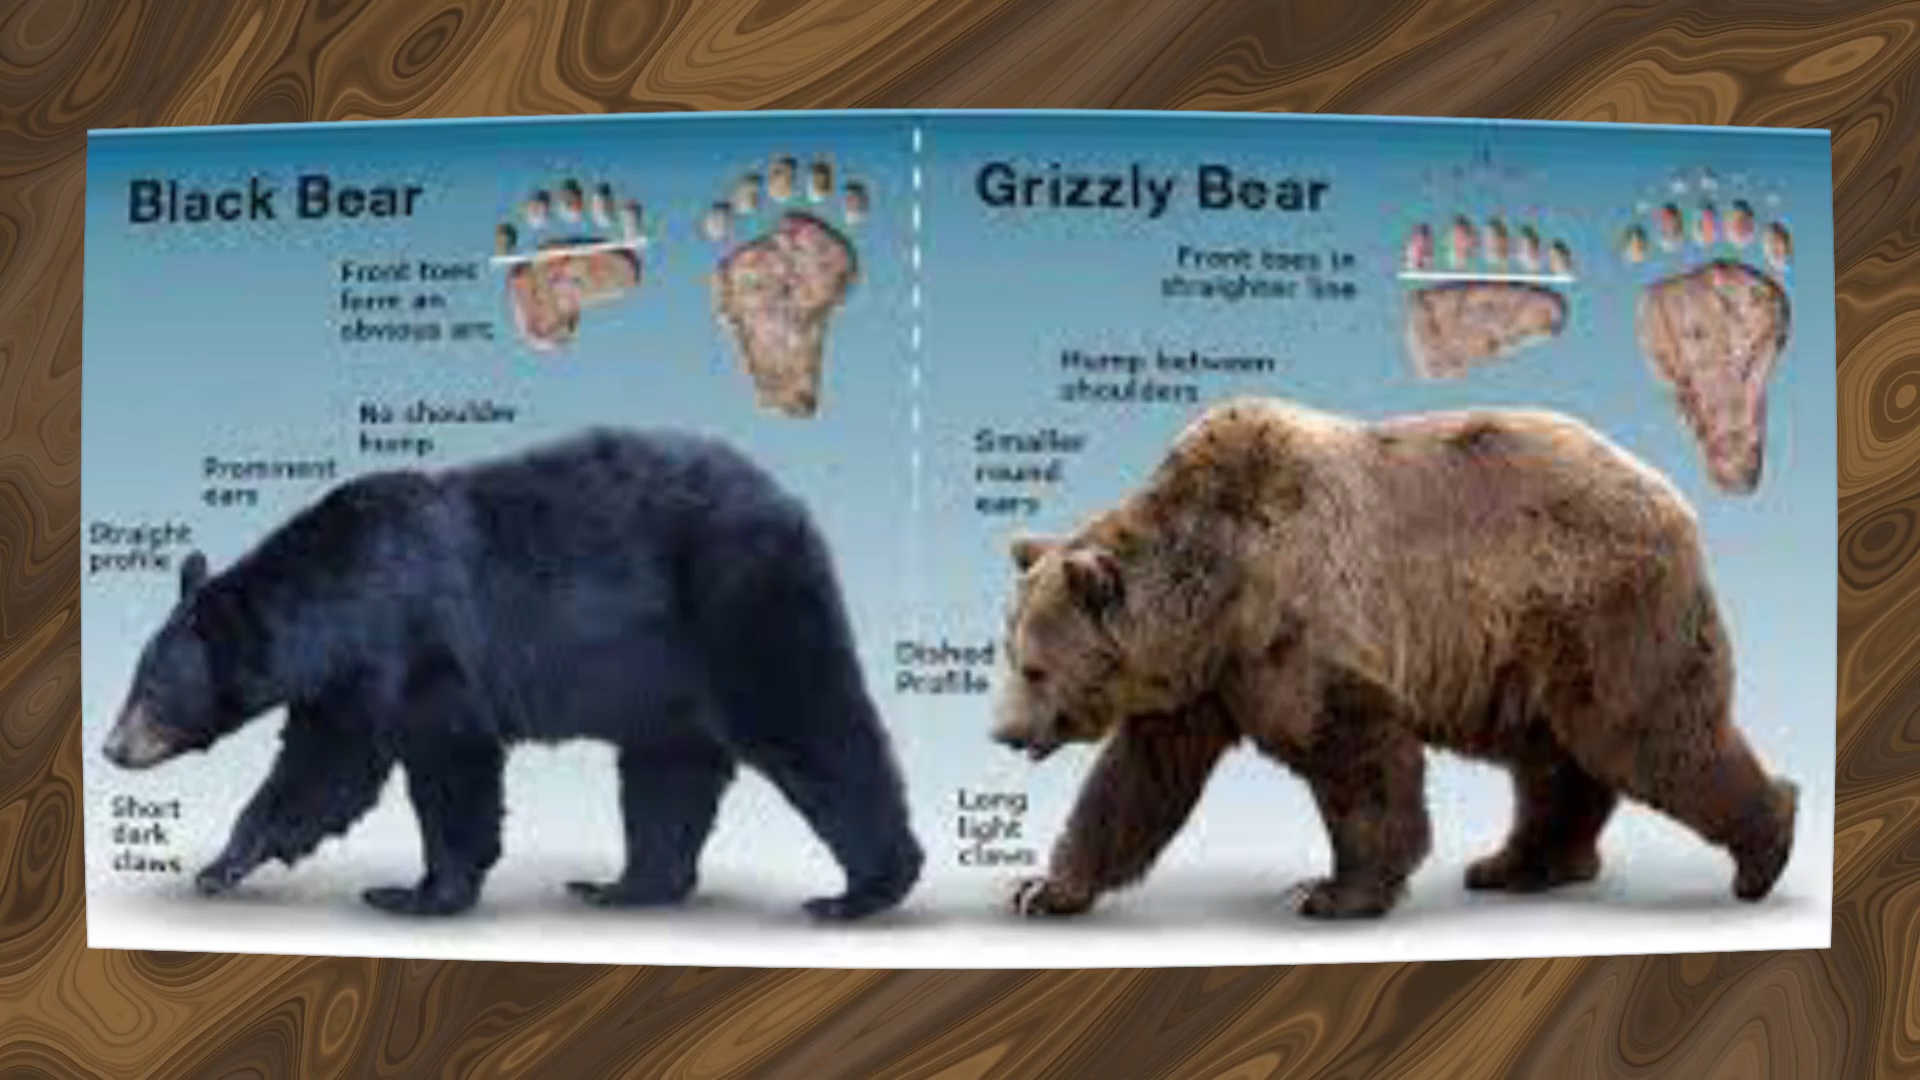 Black Bear
Front toes
form an
obvious arc
No shoulder
hump
Prominent
ears
Straight
profile
Short
dark
claws
Grizzly Bear
Front toes in
straighter line
Hump between
shoulders
Smaller
round
ears
Dished
Profile
Long
light
claws